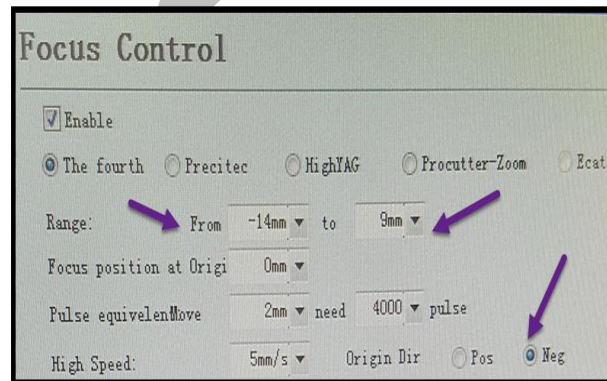 Focus Control
Enable
The fourth Precitec HighYAG Procutter-Zoom Ecat
Range: From -14mm to 9mm
Focus position at Origi 0mm
Pulse equivelenMove 2mm need 4000 pulse
High Speed: 5mm/s Origin Dir Pos Neg